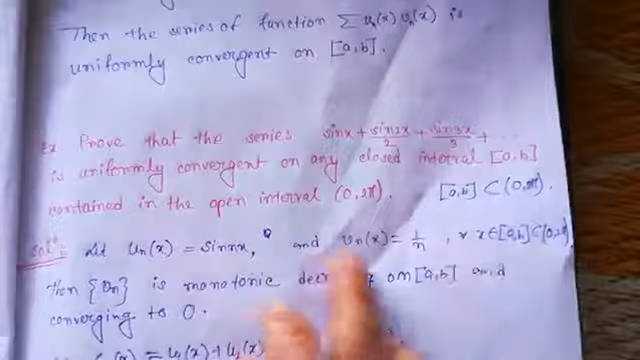 Then the series of function Σ uₙ(x) vₙ(x) is
uniformly convergent on [a,b].
Ex Prove that the series sinx + sin2x/2 + sin3x/3 + ...
is uniformly convergent on any closed interval [a,b]
contained in the open interval (0,2π). [a,b] ⊂ (0,2π).
Solⁿ: Let uₙ(x) = sinnx, and vₙ(x) = 1/n, ∀ x∈[a,b]⊂(0,2π)
Then {vₙ} is monotonic on [a,b] and
converging to 0.
(x) = u₁(x) + u₂(x)